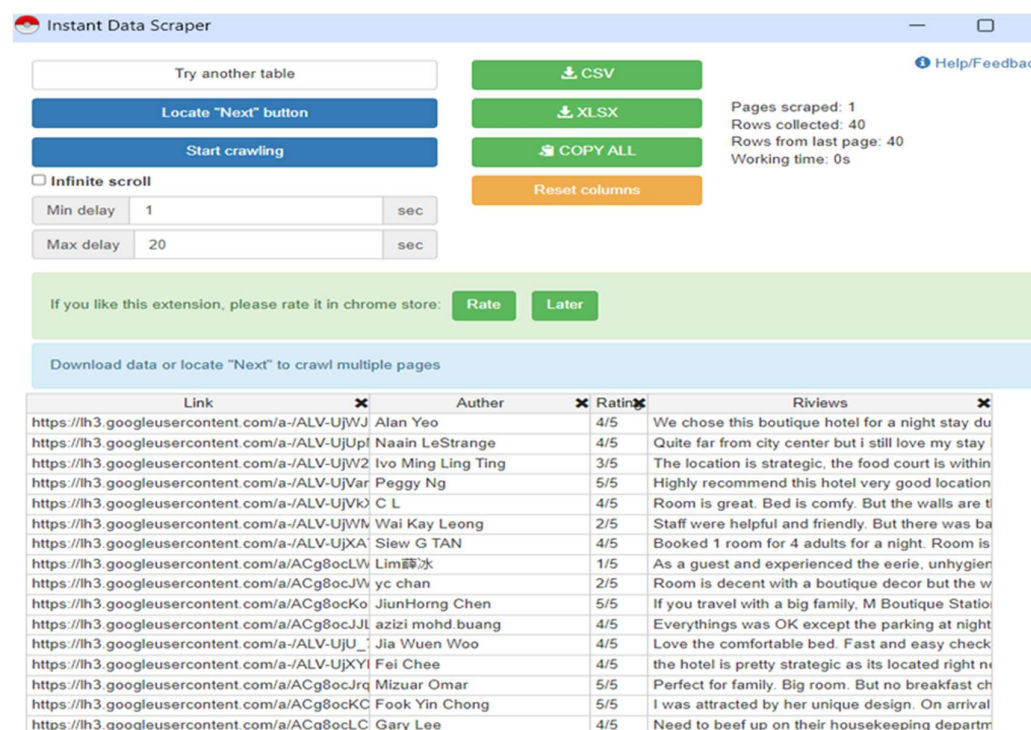 Instant Data Scraper
Help/Feedbac
Try another table
CSV
Locate "Next" button
XLSX
Pages scraped: 1
Rows collected: 40
Rows from last page: 40
Working time: 0s
Start crawling
COPY ALL
Infinite scroll
Reset columns
Min delay 1 sec
Max delay 20 sec
If you like this extension, please rate it in chrome store: Rate Later
Download data or locate "Next" to crawl multiple pages
Link Auther Rating Riviews
https://lh3.googleusercontent.com/a-/ALV-UjWJ Alan Yeo 4/5 We chose this boutique hotel for a night stay du
https://lh3.googleusercontent.com/a-/ALV-UjUp Naain LeStrange 4/5 Quite far from city center but i still love my stay
https://lh3.googleusercontent.com/a-/ALV-UjW2 Ivo Ming Ling Ting 3/5 The location is strategic, the food court is within
https://lh3.googleusercontent.com/a-/ALV-UjVar Peggy Ng 5/5 Highly recommend this hotel very good location
https://lh3.googleusercontent.com/a-/ALV-UjVk C L 4/5 Room is great. Bed is comfy. But the walls are t
https://lh3.googleusercontent.com/a-/ALV-UjWM Wai Kay Leong 2/5 Staff were helpful and friendly. But there was ba
https://lh3.googleusercontent.com/a-/ALV-UjXA Siew G TAN 4/5 Booked 1 room for 4 adults for a night. Room is
https://lh3.googleusercontent.com/a/ACg8ocLW Lim薛冰 1/5 As a guest and experienced the eerie, unhygien
https://lh3.googleusercontent.com/a/ACg8ocJW yc chan 2/5 Room is decent with a boutique decor but the w
https://lh3.googleusercontent.com/a/ACg8ocKo JiunHorng Chen 5/5 If you travel with a big family, M Boutique Statio
https://lh3.googleusercontent.com/a/ACg8ocJJL azizi mohd.buang 4/5 Everythings was OK except the parking at night
https://lh3.googleusercontent.com/a-/ALV-UjU_ Jia Wuen Woo 4/5 Love the comfortable bed. Fast and easy check
https://lh3.googleusercontent.com/a-/ALV-UjXY Fei Chee 4/5 the hotel is pretty strategic as its located right n
https://lh3.googleusercontent.com/a/ACg8ocJrq Mizuar Omar 5/5 Perfect for family. Big room. But no breakfast ch
https://lh3.googleusercontent.com/a/ACg8ocKC Fook Yin Chong 5/5 I was attracted by her unique design. On arrival
https://lh3.googleusercontent.com/a/ACg8ocLC Gary Lee 4/5 Need to beef up on their housekeeping departm